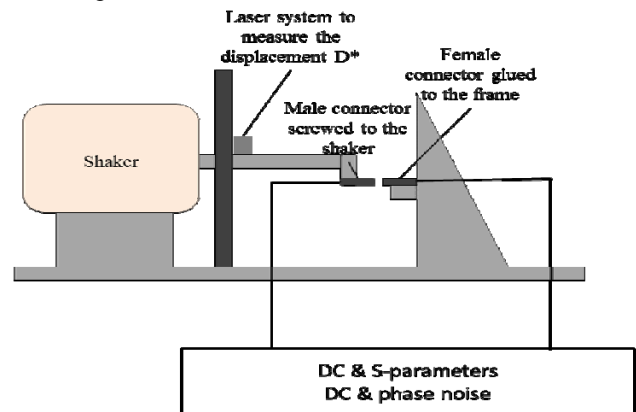 Laser system to
measure the
displacement D*
Female
connector glued
to the frame
Male connector
screwed to the
shaker
Shaker
DC & S-parameters
DC & phase noise